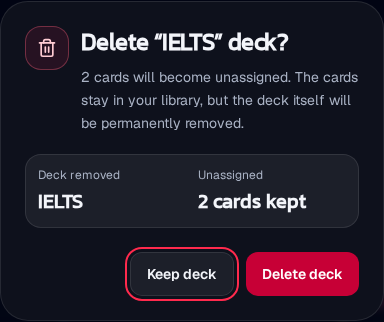 Delete “IELTS” deck?
2 cards will become unassigned. The cards
stay in your library, but the deck itself will
be permanently removed.
Deck removed
IELTS
Unassigned
2 cards kept
Keep deck
Delete deck